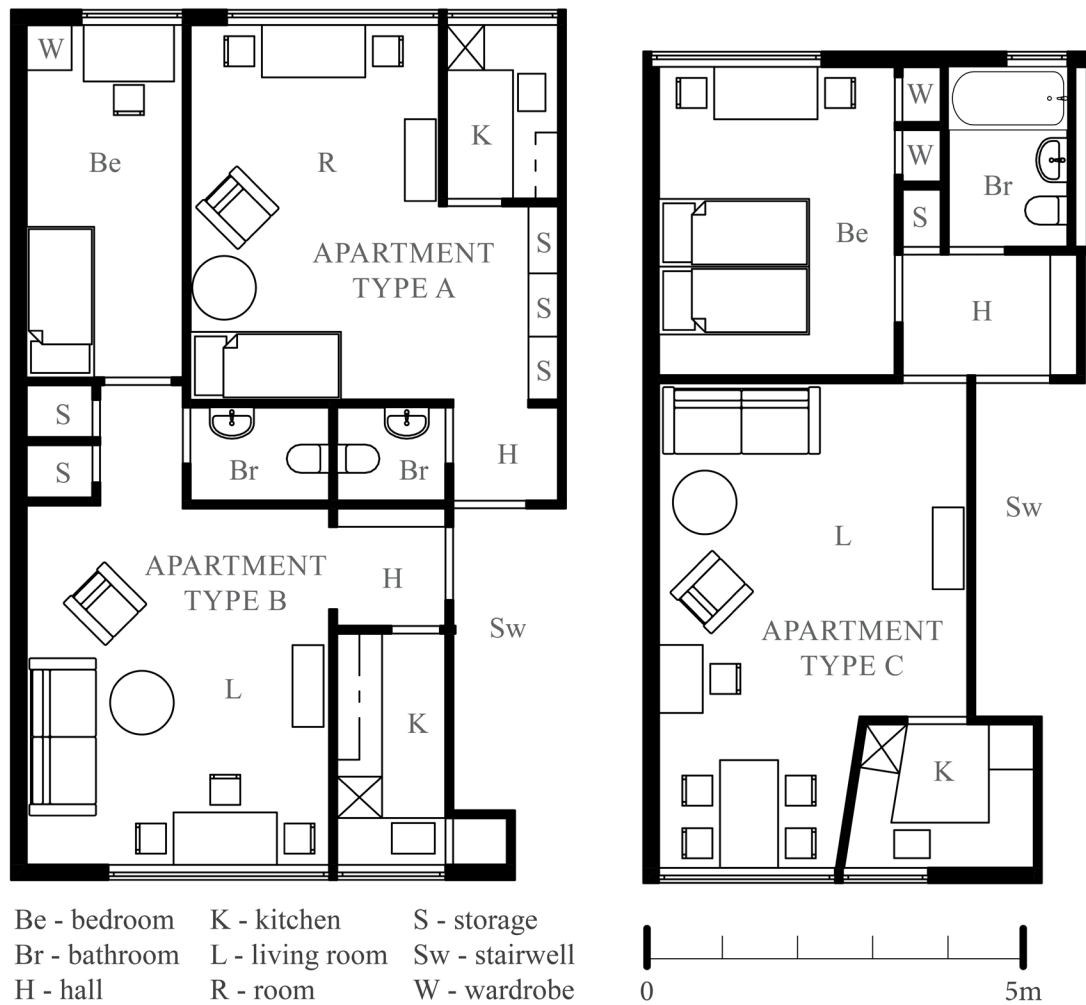 W
Be
R
K
APARTMENT
TYPE A
S
S
S
S
S
Br
Br
H
APARTMENT
TYPE B
H
Sw
L
K
W
W
S
Br
Be
H
L
Sw
APARTMENT
TYPE C
K
Be - bedroom K - kitchen S - storage
Br - bathroom L - living room Sw - stairwell
H - hall R - room W - wardrobe
0 5m